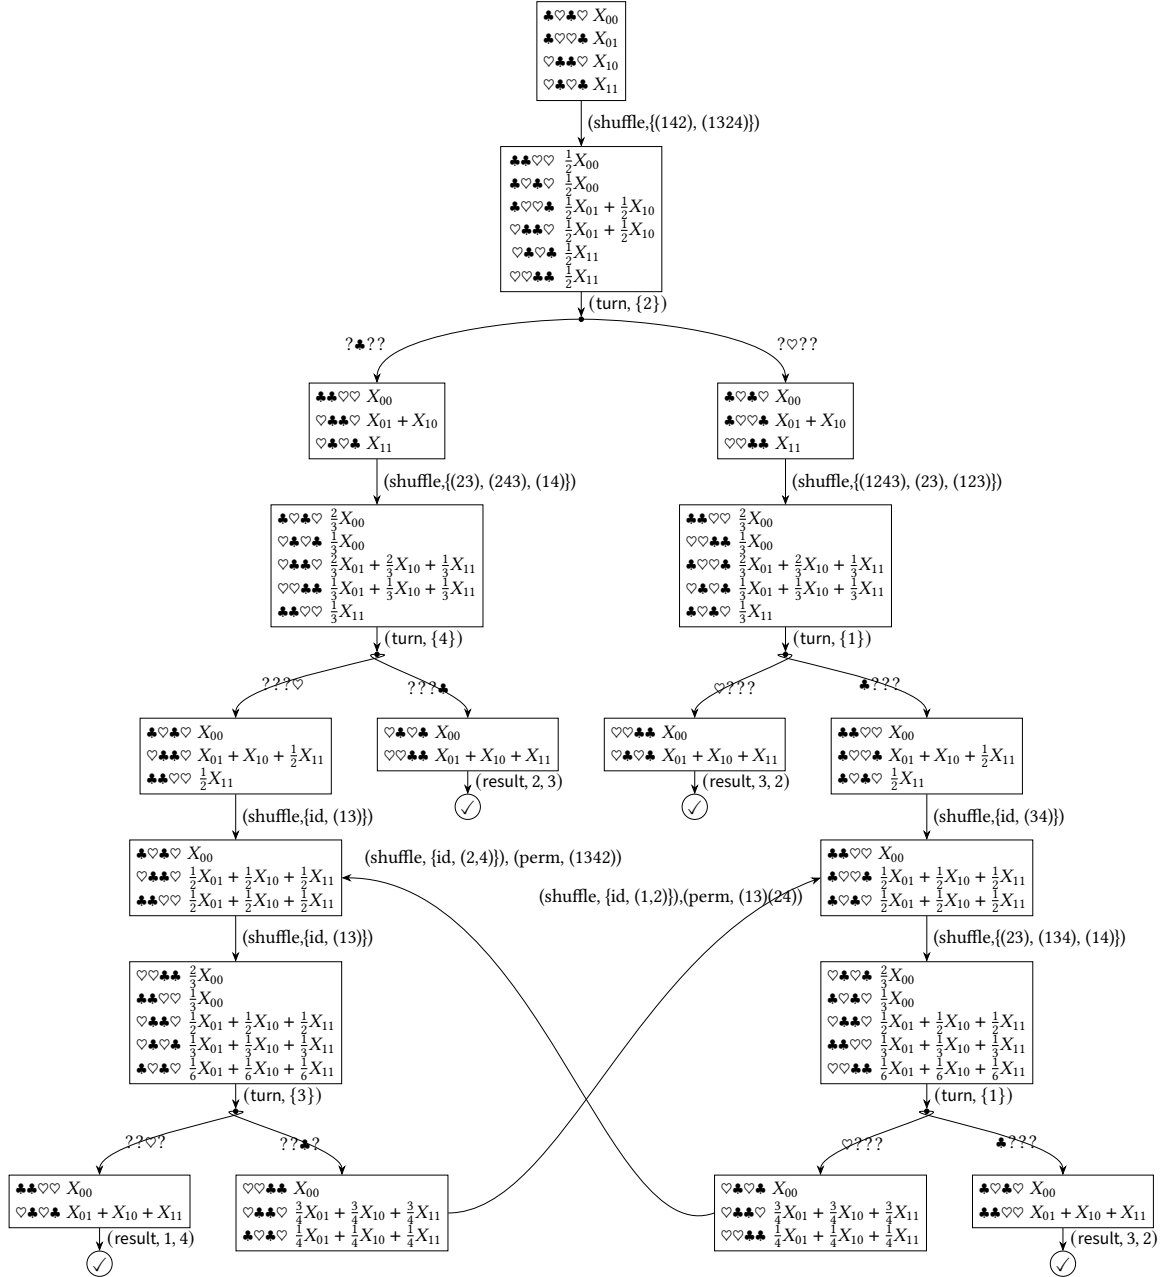 ♣♡♣♡ X₀₀
♣♡♡♣ X₀₁
♡♣♣♡ X₁₀
♡♣♡♣ X₁₁
(shuffle,{(142), (1324)})
♣♣♡♡ ½X₀₀
♣♡♣♡ ½X₀₀
♣♡♡♣ ½X₀₁ + ½X₁₀
♡♣♣♡ ½X₀₁ + ½X₁₀
♡♣♡♣ ½X₁₁
♡♡♣♣ ½X₁₁
(turn, {2})
?♣??
?♡??
♣♣♡♡ X₀₀
♡♣♣♡ X₀₁ + X₁₀
♡♣♡♣ X₁₁
♣♡♣♡ X₀₀
♣♡♡♣ X₀₁ + X₁₀
♡♡♣♣ X₁₁
(shuffle,{(23), (243), (14)})
(shuffle,{(1243), (23), (123)})
♣♡♣♡ ⅔X₀₀
♡♣♡♣ ⅓X₀₀
♡♣♣♡ ⅔X₀₁ + ⅔X₁₀ + ⅓X₁₁
♡♡♣♣ ⅓X₀₁ + ⅓X₁₀ + ⅓X₁₁
♣♣♡♡ ⅓X₁₁
♣♣♡♡ ⅔X₀₀
♡♡♣♣ ⅓X₀₀
♣♡♡♣ ⅔X₀₁ + ⅔X₁₀ + ⅓X₁₁
♡♣♡♣ ⅓X₀₁ + ⅓X₁₀ + ⅓X₁₁
♣♡♣♡ ⅓X₁₁
(turn, {4})
(turn, {1})
???♡
???♣
♡???
♣???
♣♡♣♡ X₀₀
♡♣♣♡ X₀₁ + X₁₀ + ½X₁₁
♣♣♡♡ ½X₁₁
♡♣♡♣ X₀₀
♡♡♣♣ X₀₁ + X₁₀ + X₁₁
♡♡♣♣ X₀₀
♡♣♡♣ X₀₁ + X₁₀ + X₁₁
♣♣♡♡ X₀₀
♣♡♡♣ X₀₁ + X₁₀ + ½X₁₁
♣♡♣♡ ½X₁₁
(result, 2, 3)
✓
(result, 3, 2)
✓
(shuffle,{id, (13)})
(shuffle,{id, (34)})
♣♡♣♡ X₀₀
♡♣♣♡ ½X₀₁ + ½X₁₀ + ½X₁₁
♣♣♡♡ ½X₀₁ + ½X₁₀ + ½X₁₁
(shuffle, {id, (2,4)}), (perm, (1342))
(shuffle, {id, (1,2)}),(perm, (13)(24))
♣♣♡♡ X₀₀
♣♡♡♣ ½X₀₁ + ½X₁₀ + ½X₁₁
♣♡♣♡ ½X₀₁ + ½X₁₀ + ½X₁₁
(shuffle,{id, (13)})
(shuffle,{(23), (134), (14)})
♡♡♣♣ ⅔X₀₀
♣♣♡♡ ⅓X₀₀
♡♣♣♡ ½X₀₁ + ½X₁₀ + ½X₁₁
♡♣♡♣ ⅓X₀₁ + ⅓X₁₀ + ⅓X₁₁
♣♡♣♡ ⅙X₀₁ + ⅙X₁₀ + ⅙X₁₁
♡♣♡♣ ⅔X₀₀
♣♡♣♡ ⅓X₀₀
♡♣♣♡ ½X₀₁ + ½X₁₀ + ½X₁₁
♣♣♡♡ ⅓X₀₁ + ⅓X₁₀ + ⅓X₁₁
♡♡♣♣ ⅙X₀₁ + ⅙X₁₀ + ⅙X₁₁
(turn, {3})
(turn, {1})
??♡?
??♣?
♡???
♣???
♣♣♡♡ X₀₀
♡♣♡♣ X₀₁ + X₁₀ + X₁₁
♡♡♣♣ X₀₀
♡♣♣♡ ¾X₀₁ + ¾X₁₀ + ¾X₁₁
♣♡♣♡ ¼X₀₁ + ¼X₁₀ + ¼X₁₁
♡♣♡♣ X₀₀
♡♣♣♡ ¾X₀₁ + ¾X₁₀ + ¾X₁₁
♡♡♣♣ ¼X₀₁ + ¼X₁₀ + ¼X₁₁
♣♡♣♡ X₀₀
♣♣♡♡ X₀₁ + X₁₀ + X₁₁
(result, 1, 4)
✓
(result, 3, 2)
✓